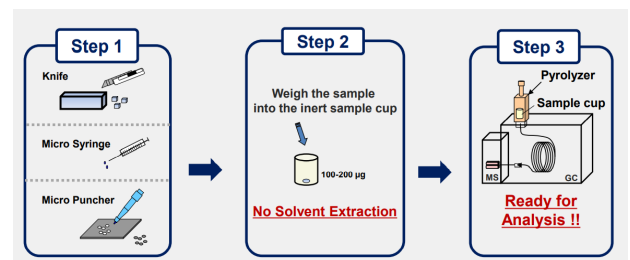 Step 1
Knife
Micro Syringe
Micro Puncher
Step 2
Weigh the sample
into the inert sample cup
100-200 µg
No Solvent Extraction
Step 3
Pyrolyzer
Sample cup
MS
GC
Ready for
Analysis !!